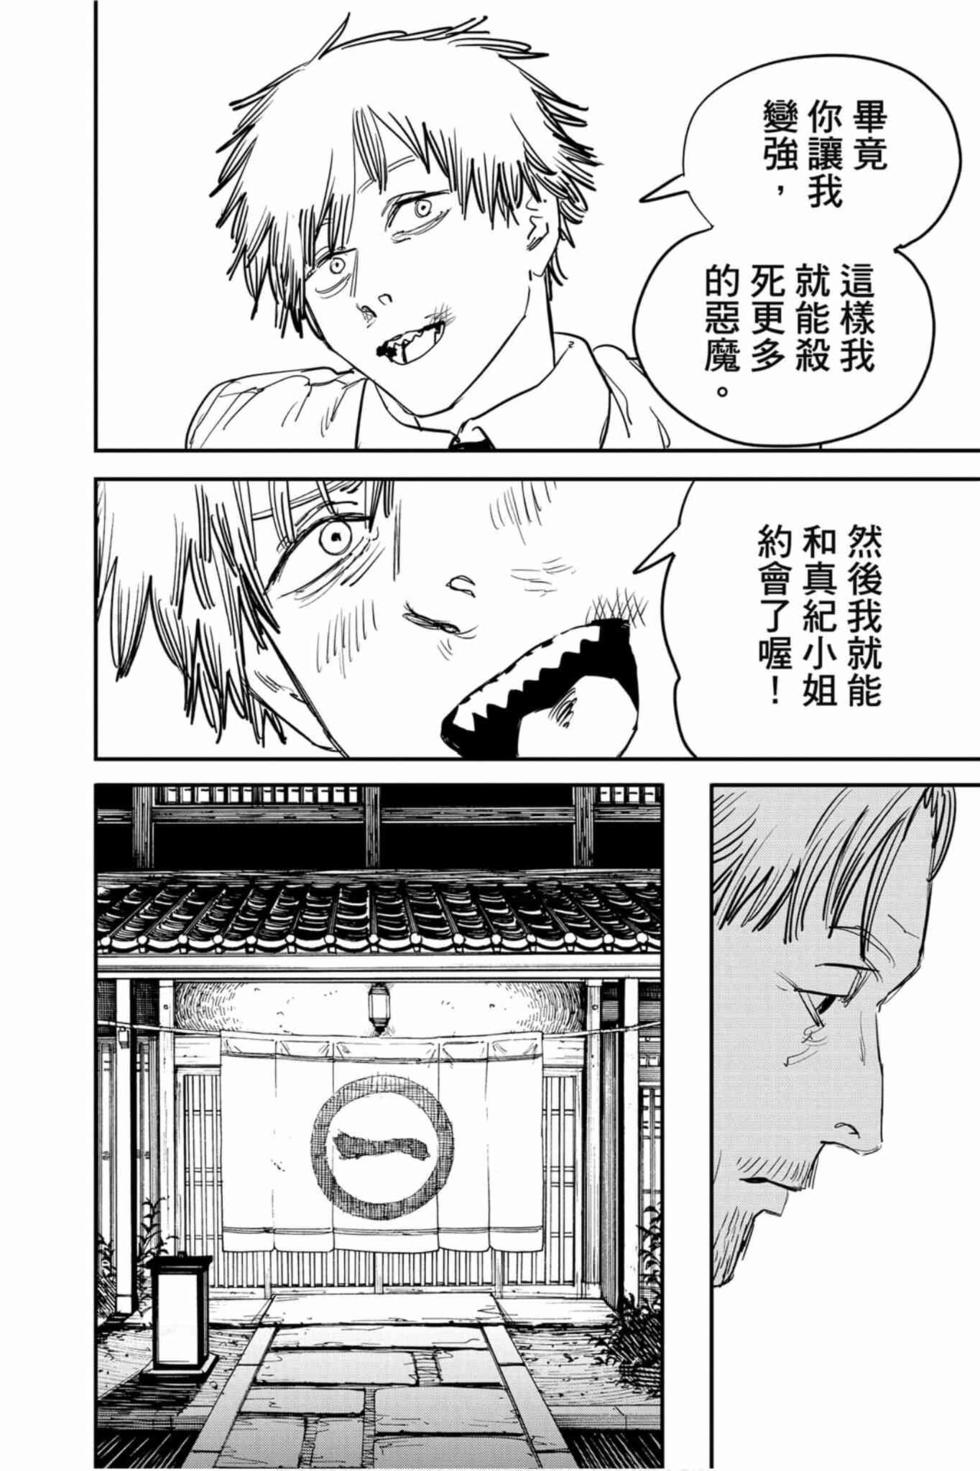 畢竟
你讓我
變強，
這樣我
就能殺
死更多
的惡魔。
然後我就能
和真紀小姐
約會了喔！
一